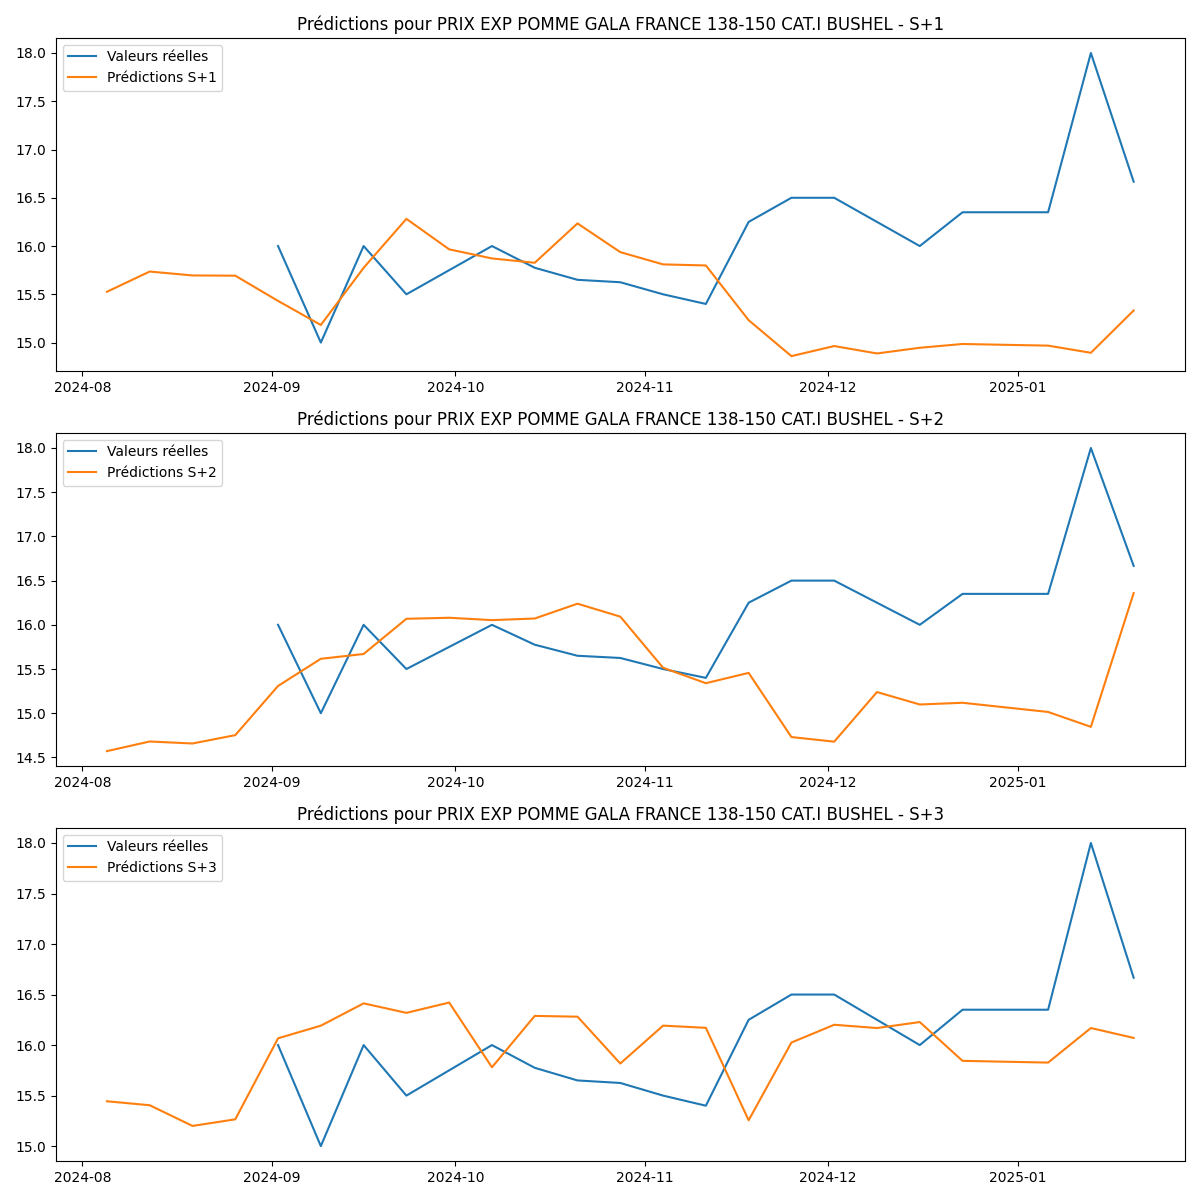 Prédictions pour PRIX EXP POMME GALA FRANCE 138-150 CAT.I BUSHEL - S+1
Valeurs réelles
Prédictions S+1
18.0
17.5
17.0
16.5
16.0
15.5
15.0
2024-08 2024-09 2024-10 2024-11 2024-12 2025-01
Prédictions pour PRIX EXP POMME GALA FRANCE 138-150 CAT.I BUSHEL - S+2
Valeurs réelles
Prédictions S+2
18.0
17.5
17.0
16.5
16.0
15.5
15.0
14.5
2024-08 2024-09 2024-10 2024-11 2024-12 2025-01
Prédictions pour PRIX EXP POMME GALA FRANCE 138-150 CAT.I BUSHEL - S+3
Valeurs réelles
Prédictions S+3
18.0
17.5
17.0
16.5
16.0
15.5
15.0
2024-08 2024-09 2024-10 2024-11 2024-12 2025-01